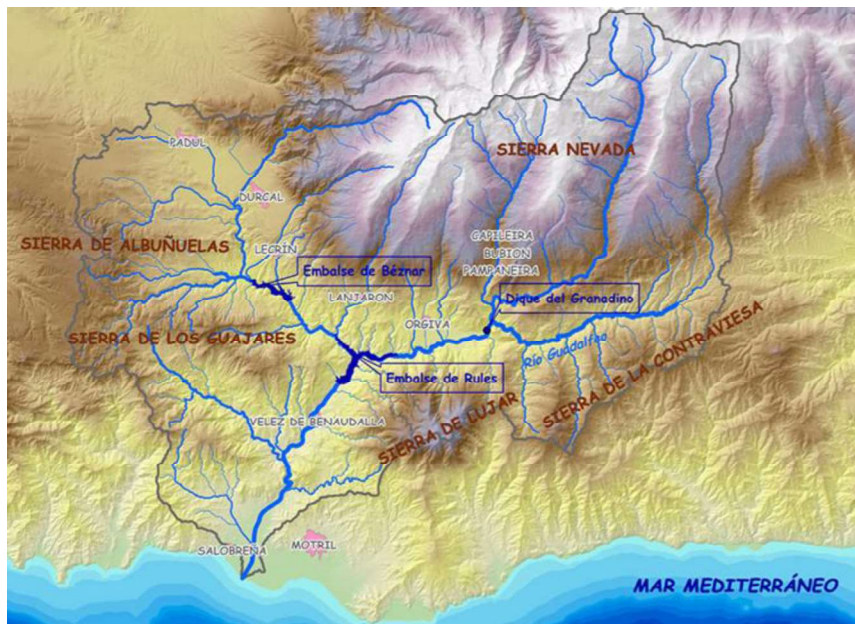 PADUL
SIERRA NEVADA
DURCAL
SIERRA DE ALBUÑUELAS
LECRÍN
CAPILEIRA
BUBION
PAMPANEIRA
Embalse de Béznar
LANJARON
Dique del Granadino
ORGIVA
SIERRA DE LOS GUAJARES
Río Guadalfeo
SIERRA DE LA CONTRAVIESA
Embalse de Rules
SIERRA DE LUJAR
VELEZ DE BENAUDALLA
SALOBREÑA
MOTRIL
MAR MEDITERRÁNEO